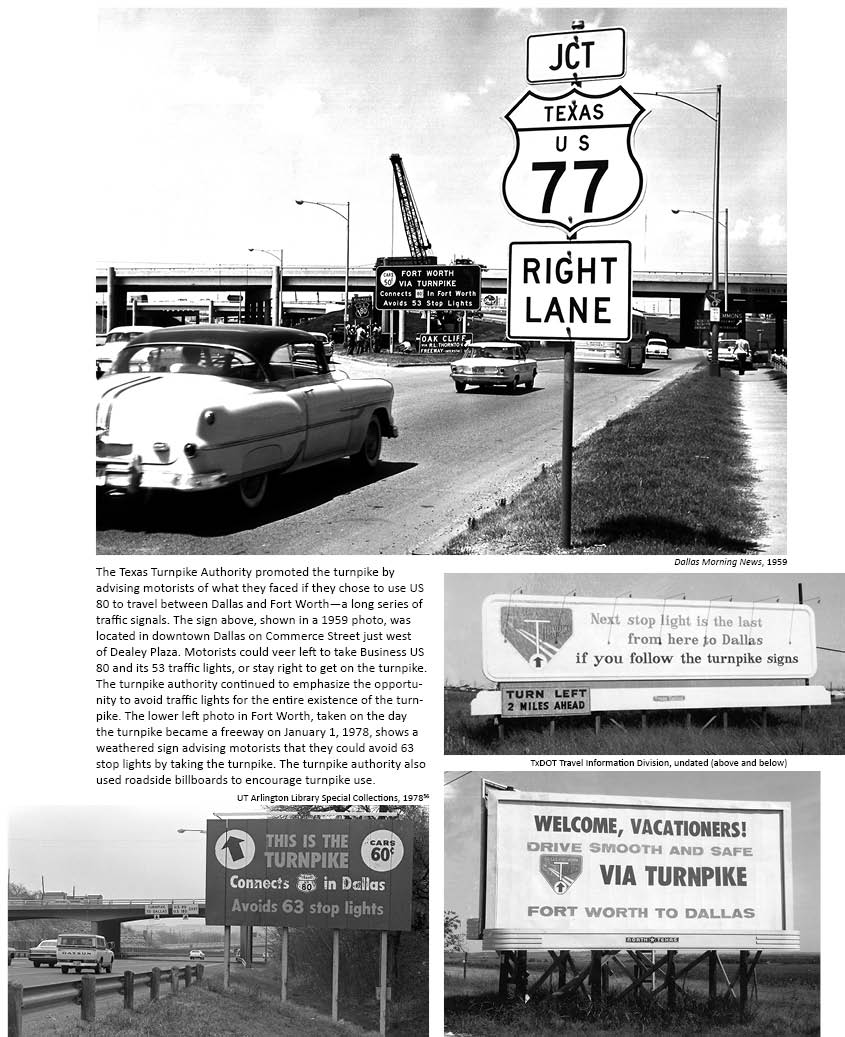 JCT
TEXAS
U S
77
RIGHT
LANE
CARS
50¢
FORT WORTH
VIA TURNPIKE
Connects 80 In Fort Worth
Avoids 53 Stop Lights
OAK CLIFF
VIA R.L. THORNTON
FREEWAY
Dallas Morning News, 1959
The Texas Turnpike Authority promoted the turnpike by
advising motorists of what they faced if they chose to use US
80 to travel between Dallas and Fort Worth—a long series of
traffic signals. The sign above, shown in a 1959 photo, was
located in downtown Dallas on Commerce Street just west
of Dealey Plaza. Motorists could veer left to take Business US
80 and its 53 traffic lights, or stay right to get on the turnpike.
The turnpike authority continued to emphasize the opportu-
nity to avoid traffic lights for the entire existence of the turn-
pike. The lower left photo in Fort Worth, taken on the day
the turnpike became a freeway on January 1, 1978, shows a
weathered sign advising motorists that they could avoid 63
stop lights by taking the turnpike. The turnpike authority also
used roadside billboards to encourage turnpike use.
UT Arlington Library Special Collections, 1978⁵⁶
Next stop light is the last
from here to Dallas
if you follow the turnpike signs
TURN LEFT
2 MILES AHEAD
TxDOT Travel Information Division, undated (above and below)
THIS IS THE
TURNPIKE
CARS
60¢
Connects 80 in Dallas
Avoids 63 stop lights
DATSUN
WELCOME, VACATIONERS!
DRIVE SMOOTH AND SAFE
VIA TURNPIKE
FORT WORTH TO DALLAS
NORTH TEXAS